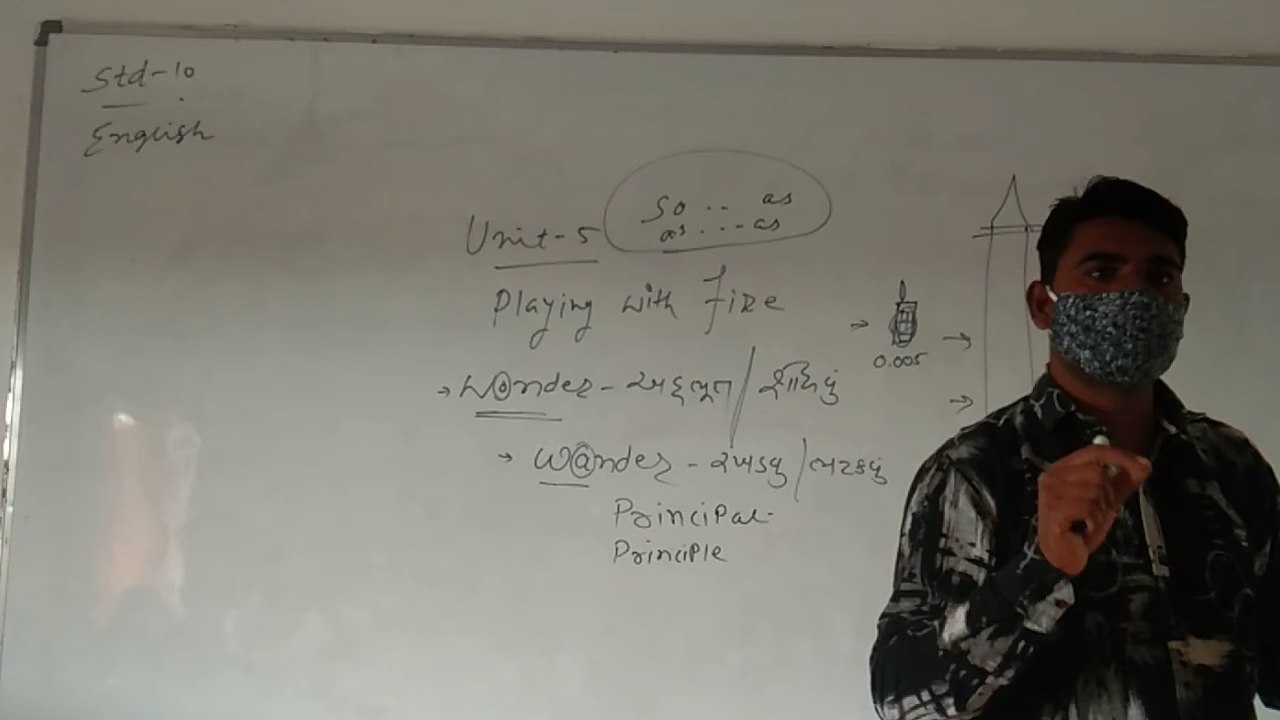 Std-10
English
So .. as
as ... as
Unit-5
Playing with Fire
0.005
→ Wonder - અદ્ભૂત /
→ Wander - રખડવું / ભટકવું
Principal
Principle